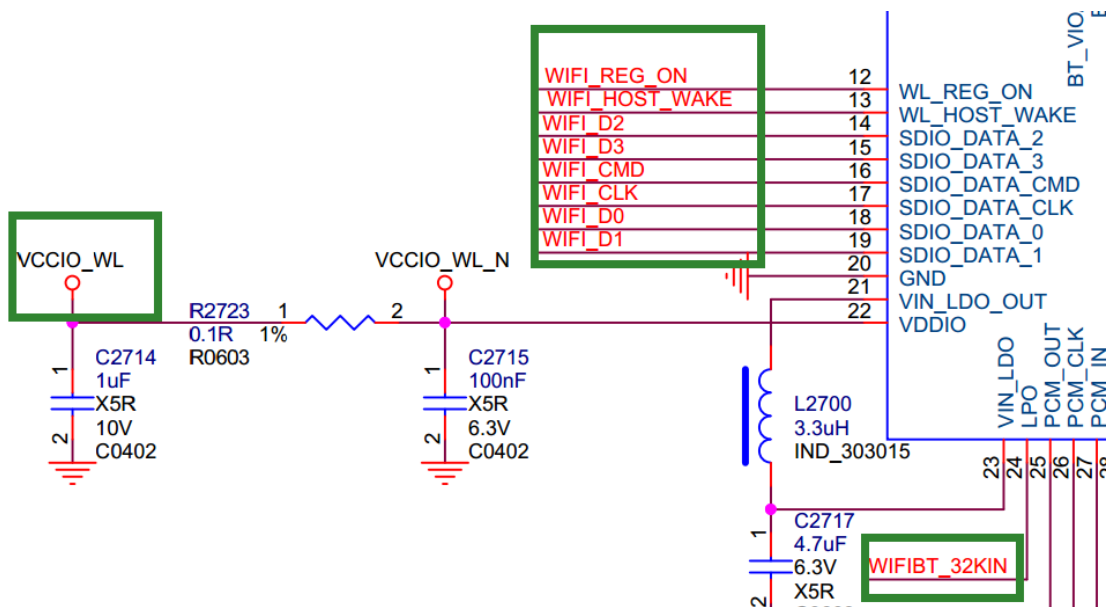 BT_VIO
WIFI_REG_ON
12
WL_REG_ON
WIFI_HOST_WAKE
13
WL_HOST_WAKE
WIFI_D2
14
SDIO_DATA_2
WIFI_D3
15
SDIO_DATA_3
WIFI_CMD
16
SDIO_DATA_CMD
WIFI_CLK
17
SDIO_DATA_CLK
WIFI_D0
18
SDIO_DATA_0
WIFI_D1
19
SDIO_DATA_1
20
GND
21
VIN_LDO_OUT
22
VDDIO
VCCIO_WL
VCCIO_WL_N
R2723
1
2
0.1R
1%
R0603
C2714
1
1uF
X5R
10V
2
C0402
C2715
1
100nF
X5R
6.3V
2
C0402
L2700
3.3uH
IND_303015
VIN_LDO
LPO
PCM_OUT
PCM_CLK
PCM_IN
23
24
25
26
27
28
C2717
1
4.7uF
6.3V
X5R
2
WIFIBT_32KIN